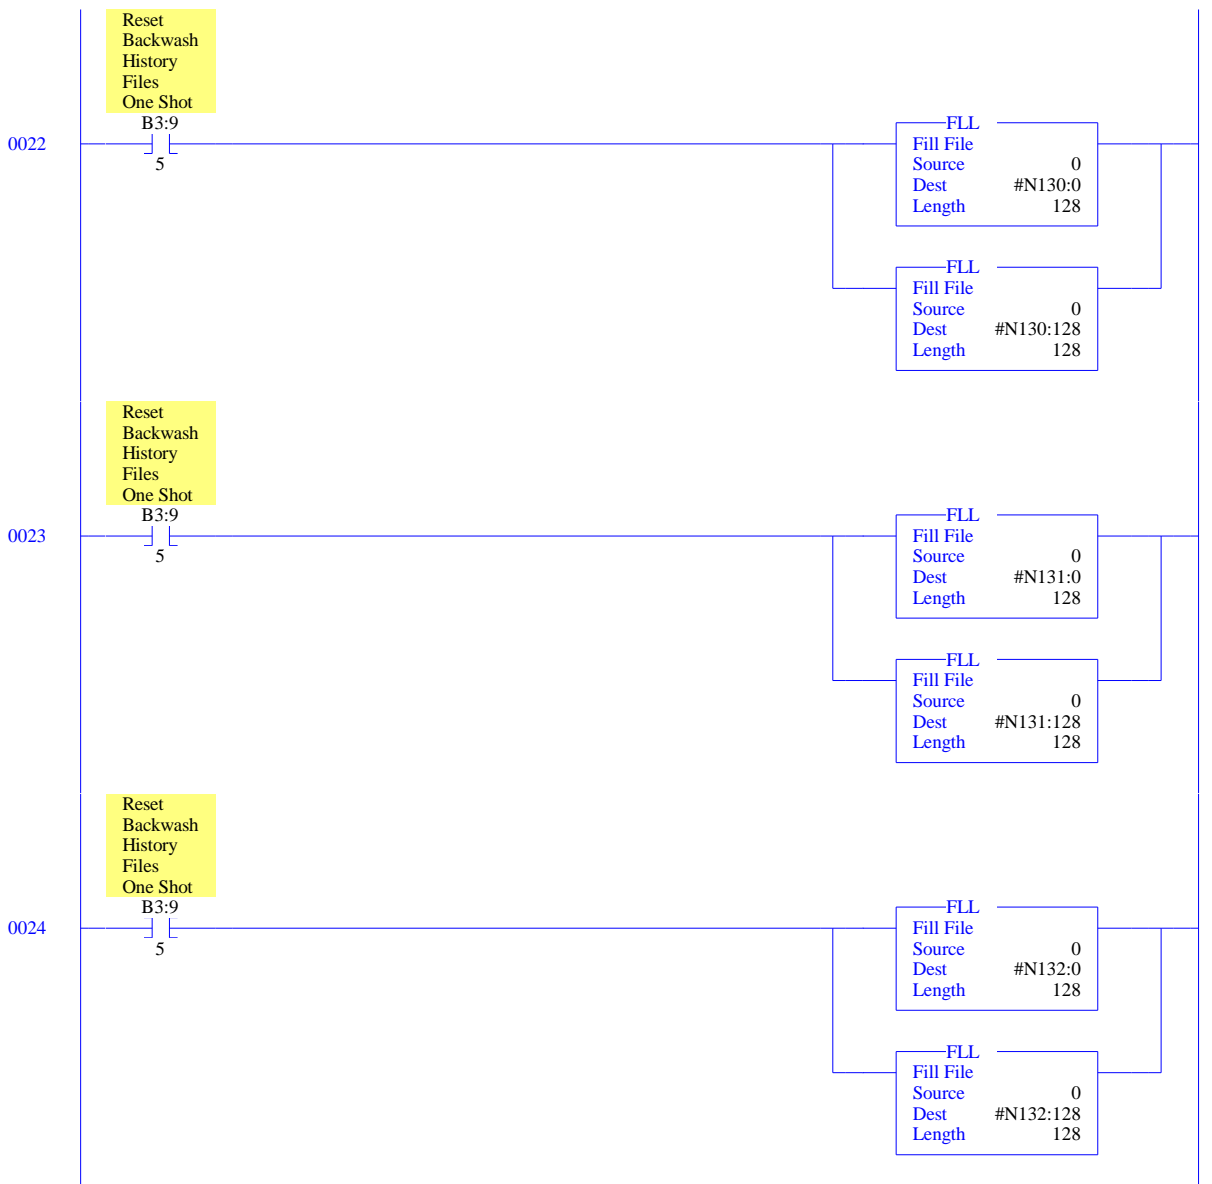 Reset
Backwash
History
Files
One Shot
B3:9
5
0022
FLL
Fill File
Source 0
Dest #N130:0
Length 128
FLL
Fill File
Source 0
Dest #N130:128
Length 128
Reset
Backwash
History
Files
One Shot
B3:9
5
0023
FLL
Fill File
Source 0
Dest #N131:0
Length 128
FLL
Fill File
Source 0
Dest #N131:128
Length 128
Reset
Backwash
History
Files
One Shot
B3:9
5
0024
FLL
Fill File
Source 0
Dest #N132:0
Length 128
FLL
Fill File
Source 0
Dest #N132:128
Length 128